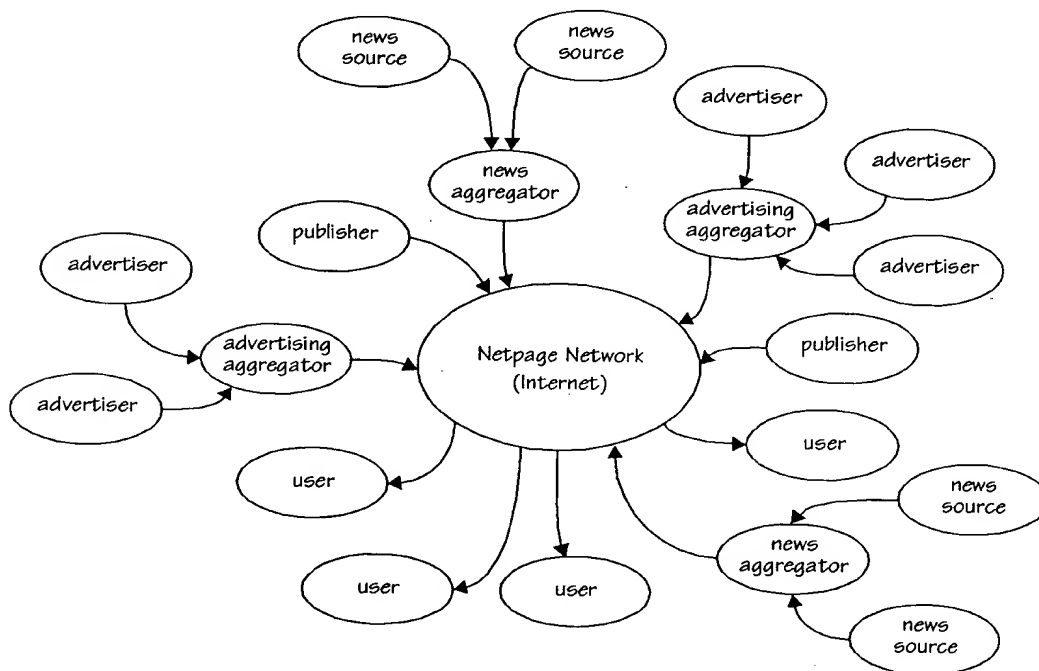 news
source
news
source
advertiser
advertiser
news
aggregator
advertising
aggregator
publisher
advertiser
advertiser
Netpage Network
(Internet)
publisher
advertising
aggregator
advertiser
user
user
news
source
news
aggregator
user
user
news
source